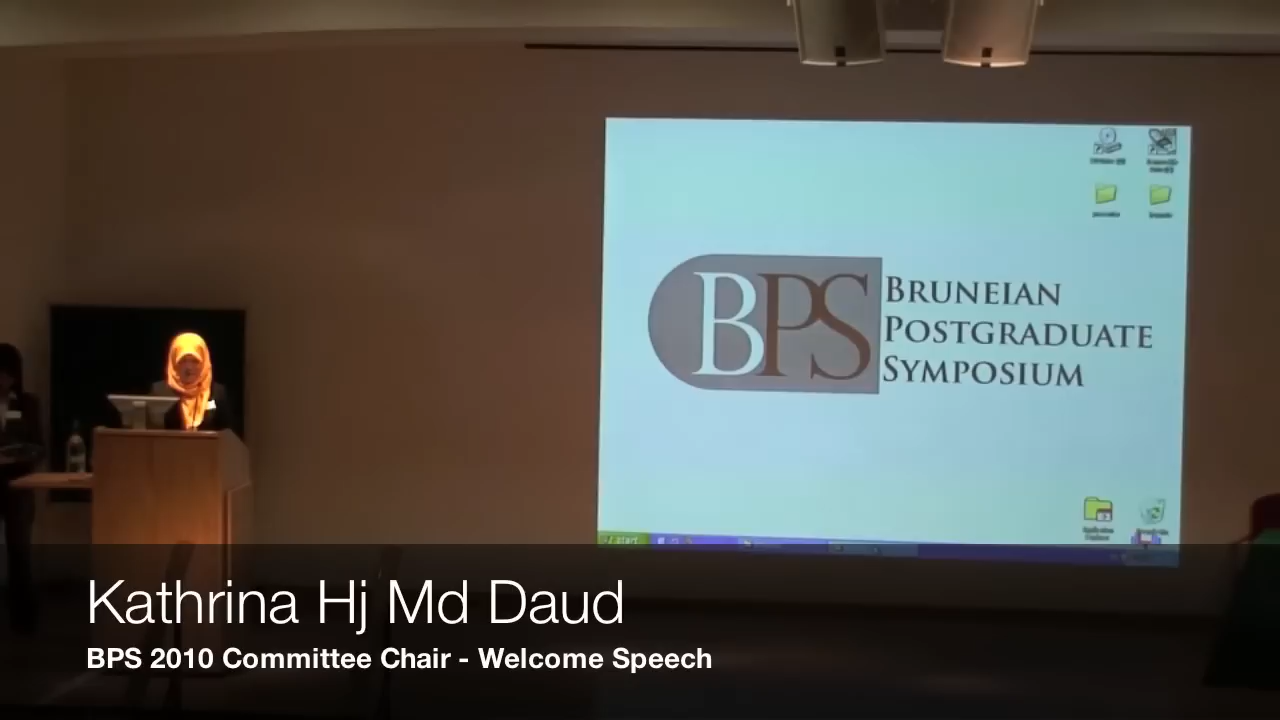 BPS
BRUNEIAN
POSTGRADUATE
SYMPOSIUM
start
Kathrina Hj Md Daud
BPS 2010 Committee Chair - Welcome Speech